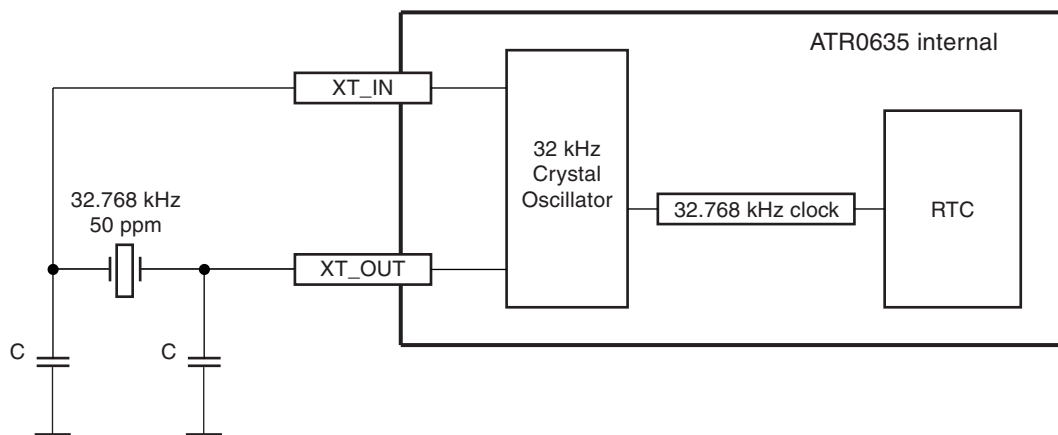 ATR0635 internal
XT_IN
32 kHz
Crystal
Oscillator
32.768 kHz
50 ppm
32.768 kHz clock
RTC
XT_OUT
C
C